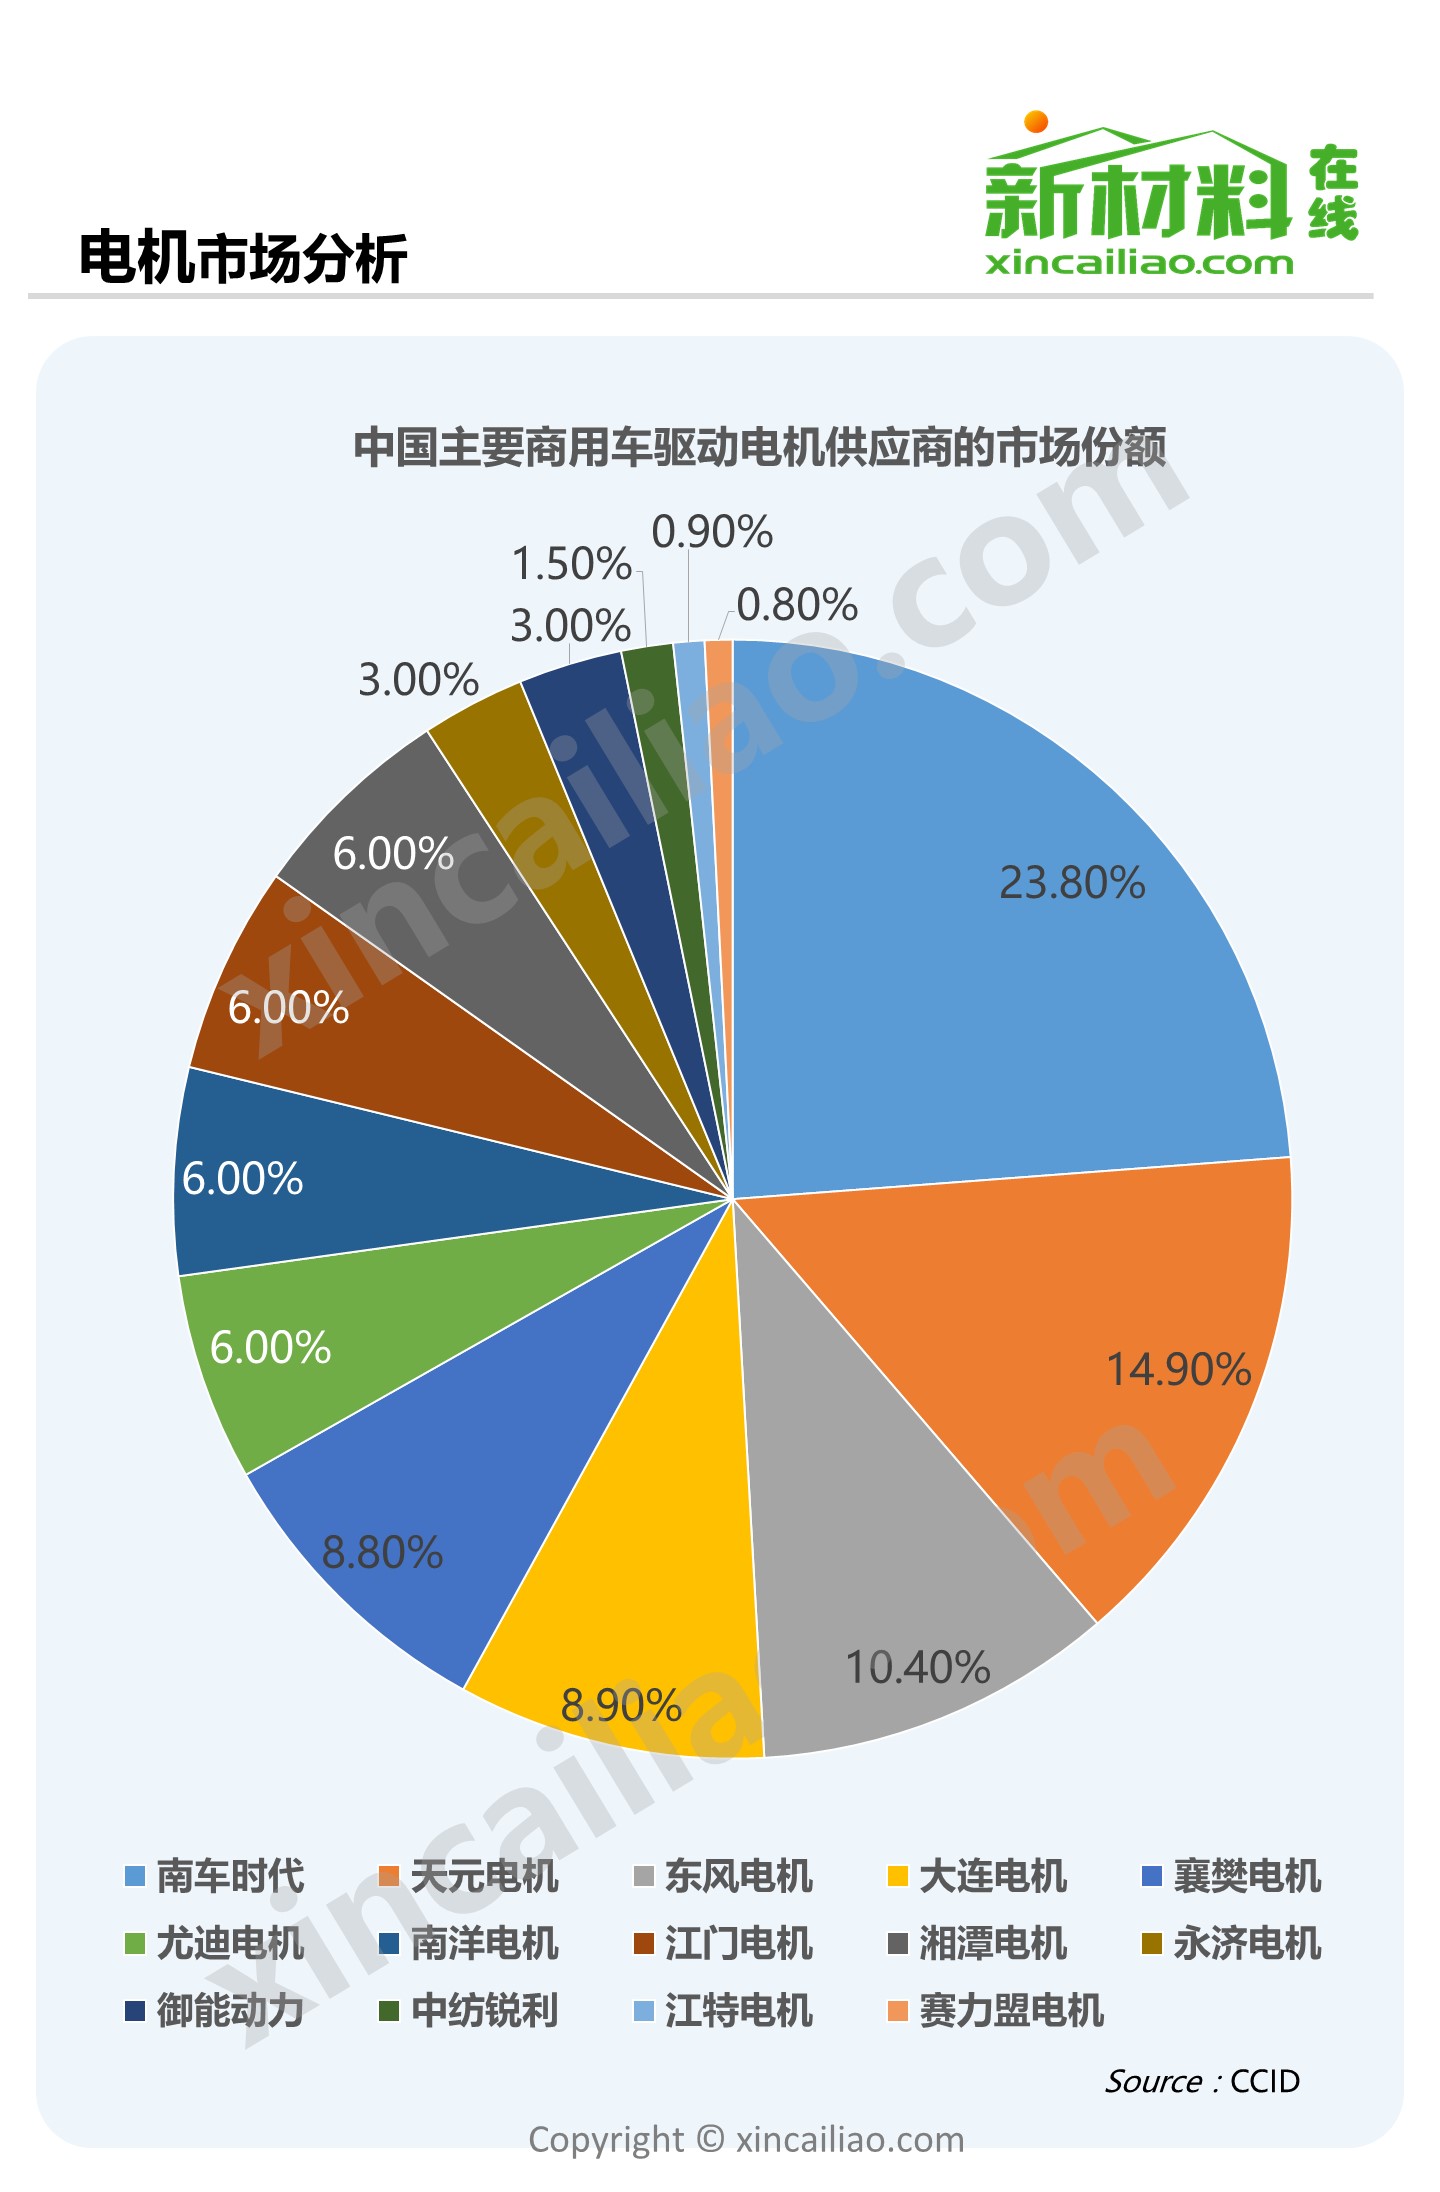 新材料在线
xincailiao.com
电机市场分析
中国主要商用车驱动电机供应商的市场份额
0.90%
1.50%
0.80%
3.00%
3.00%
6.00%
23.80%
6.00%
6.00%
6.00%
14.90%
8.80%
10.40%
8.90%
xincailiao.com
xincailia om
南车时代 天元电机 东风电机 大连电机 襄樊电机
尤迪电机 南洋电机 江门电机 湘潭电机 永济电机
御能动力 中纺锐利 江特电机 赛力盟电机
Source：CCID
Copyright © xincailiao.com